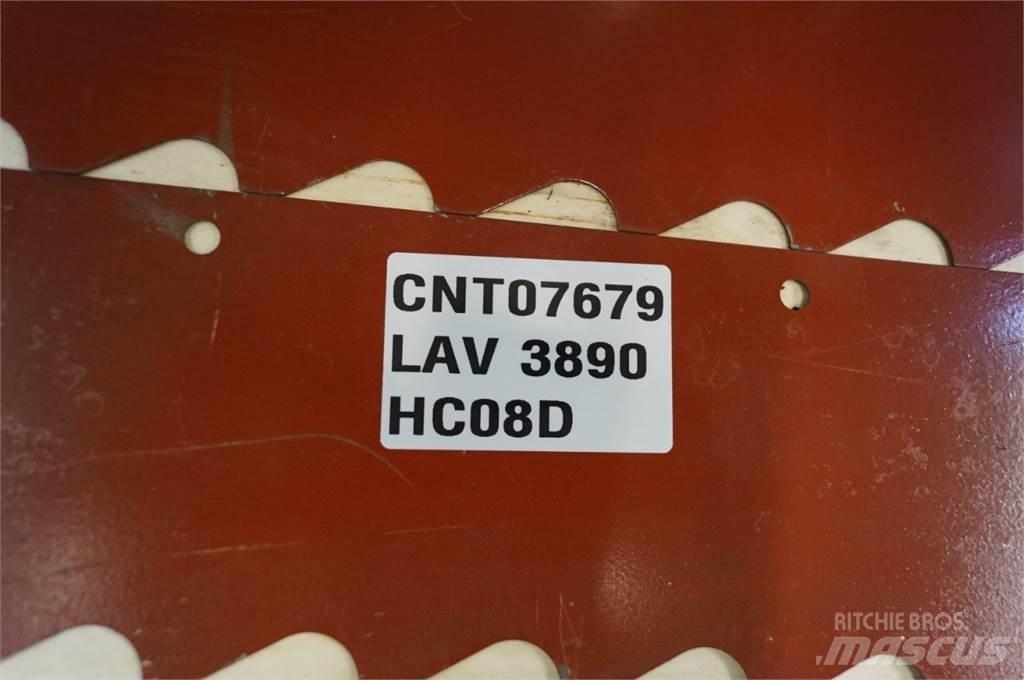 CNT07679
LAV 3890
HC08D
RITCHIE BROS.
MASCUS